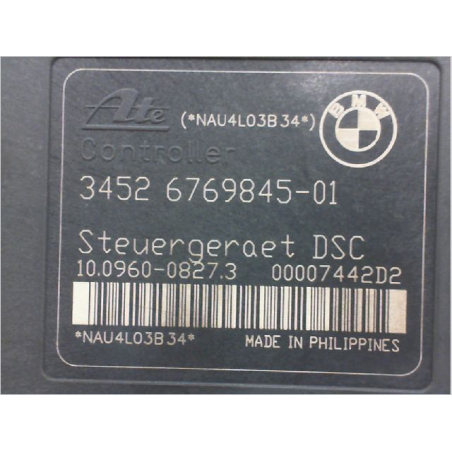 Ate (*NAU4L03B34*) BMW
Controller
3452 6769845-01
Steuergeraet DSC
10.0960-0827.3 00007442D2
*NAU4L03B34* MADE IN PHILIPPINES